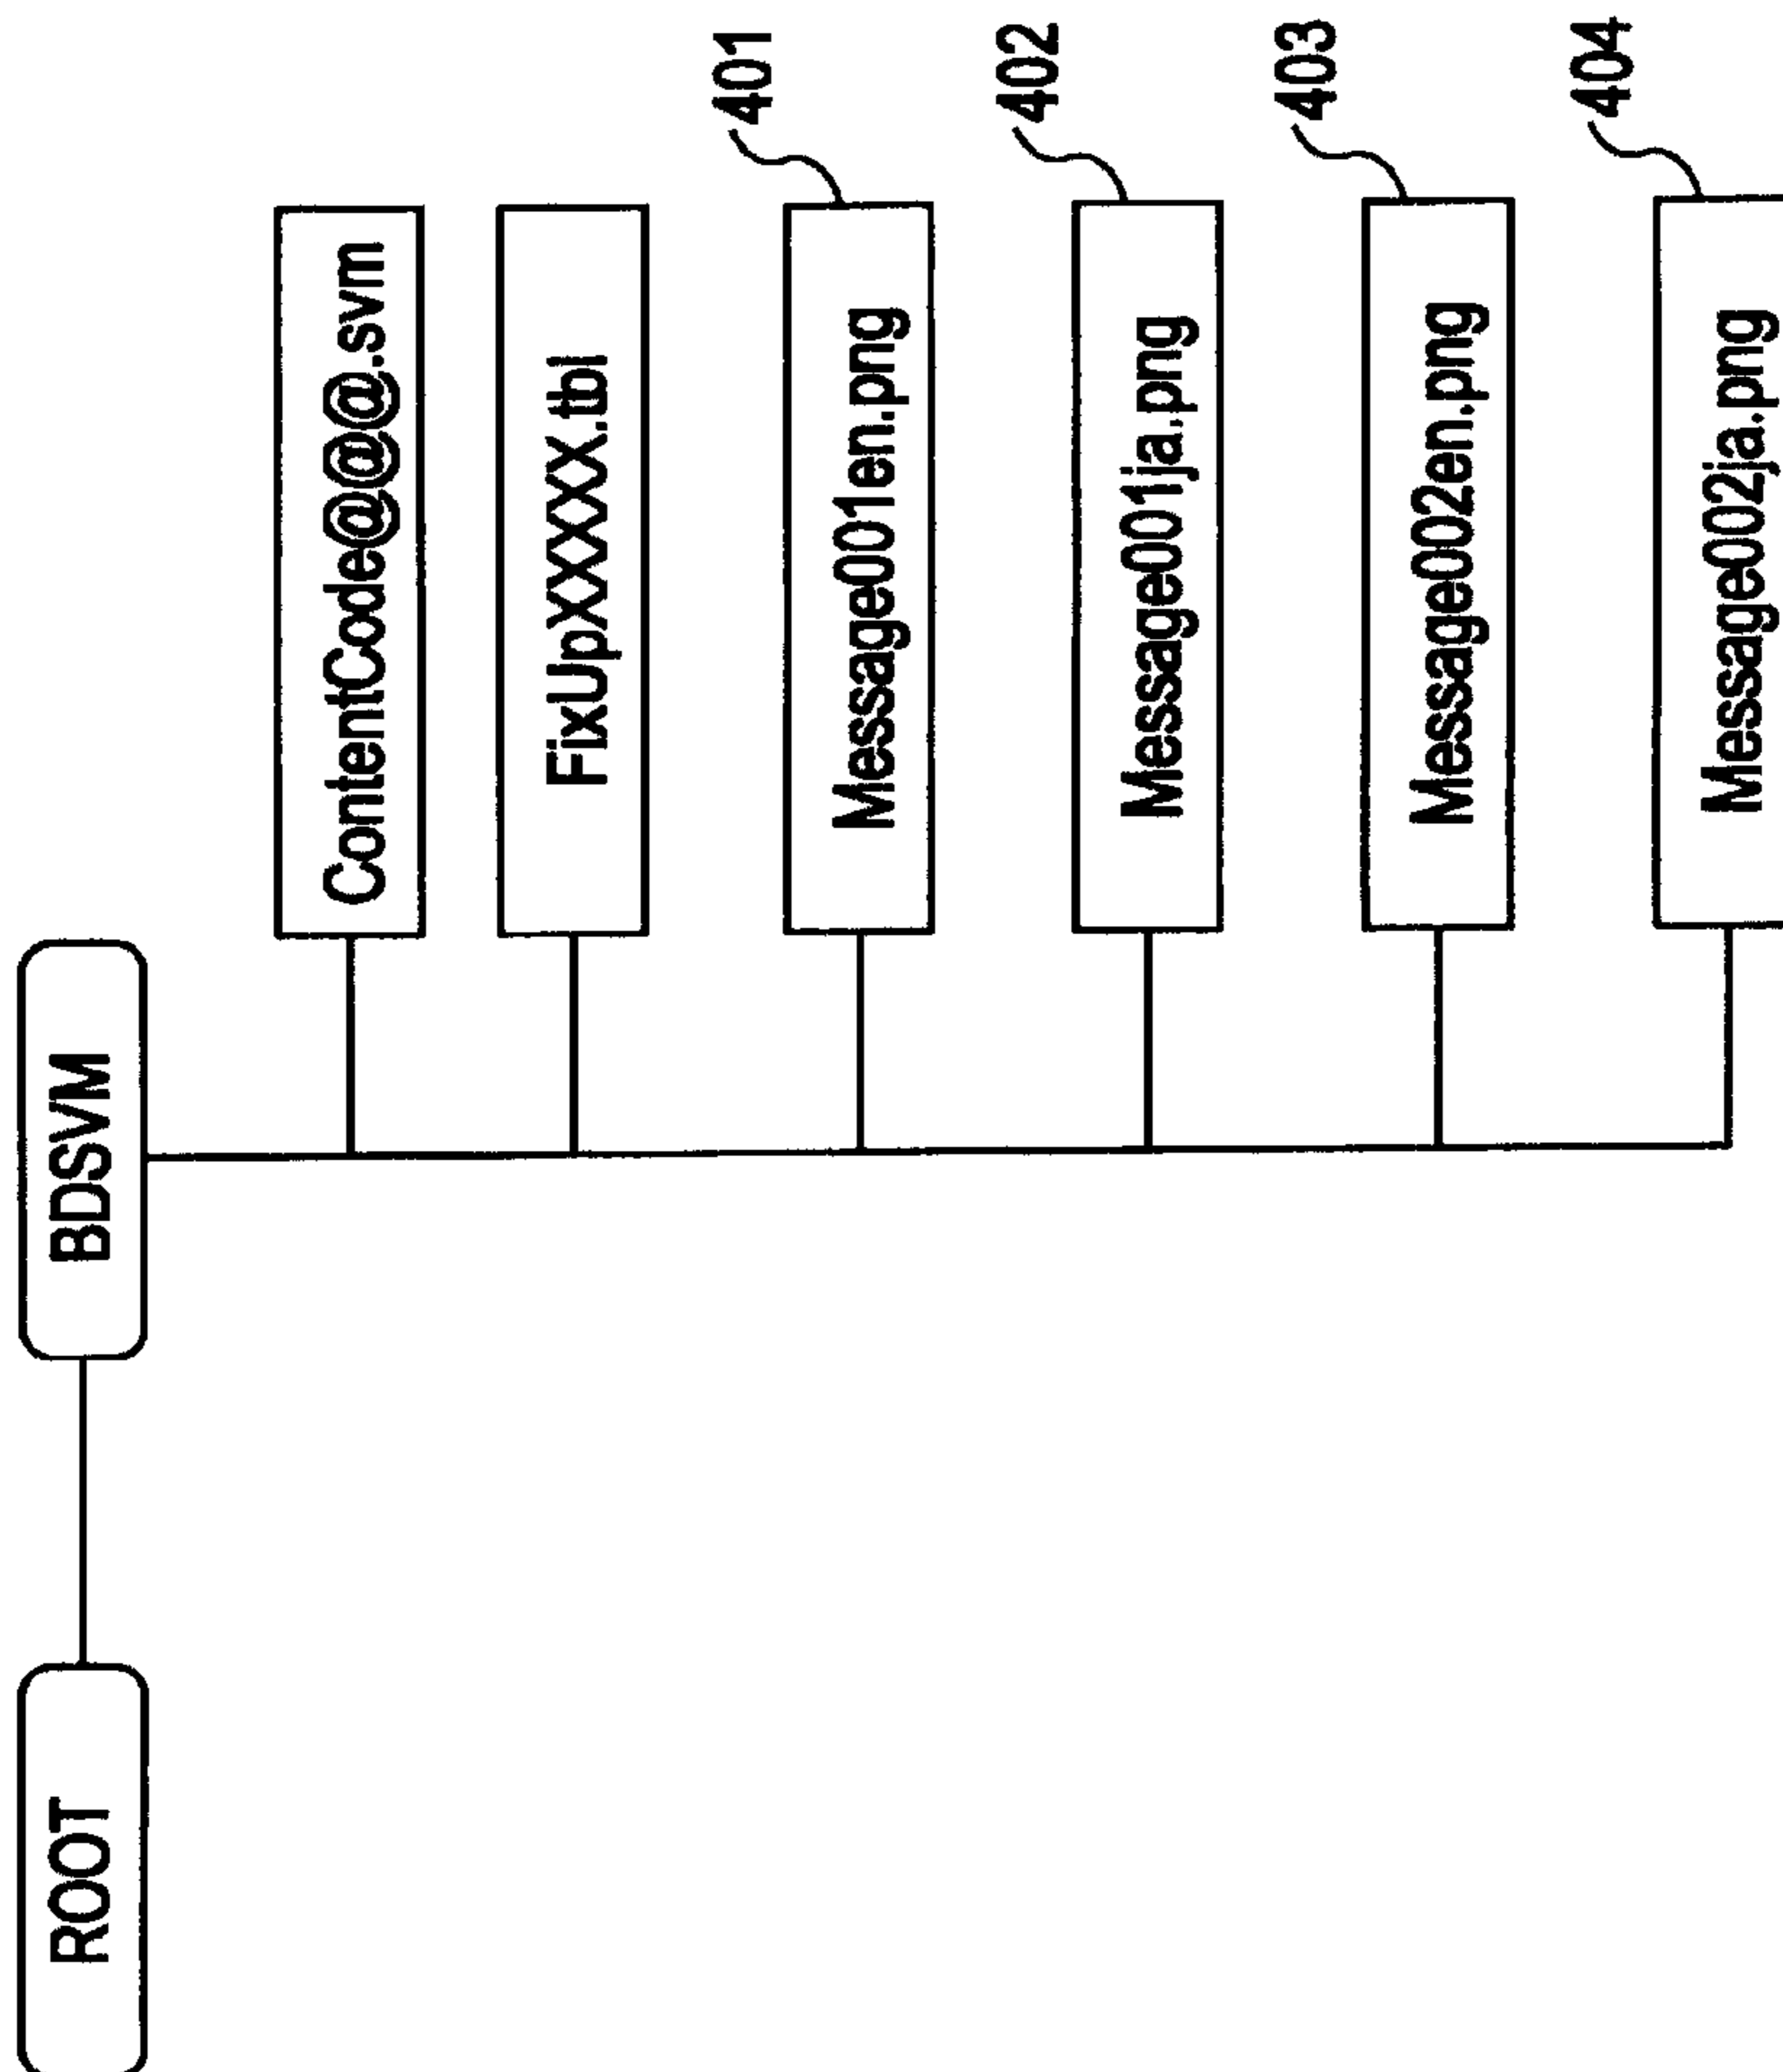 ROOT
BDSVM
ContentCode@@@.svm
FixUpXXXXX.tbl
Message001en.png
401
Message001ja.png
402
Message002en.png
403
Message002ja.png
404